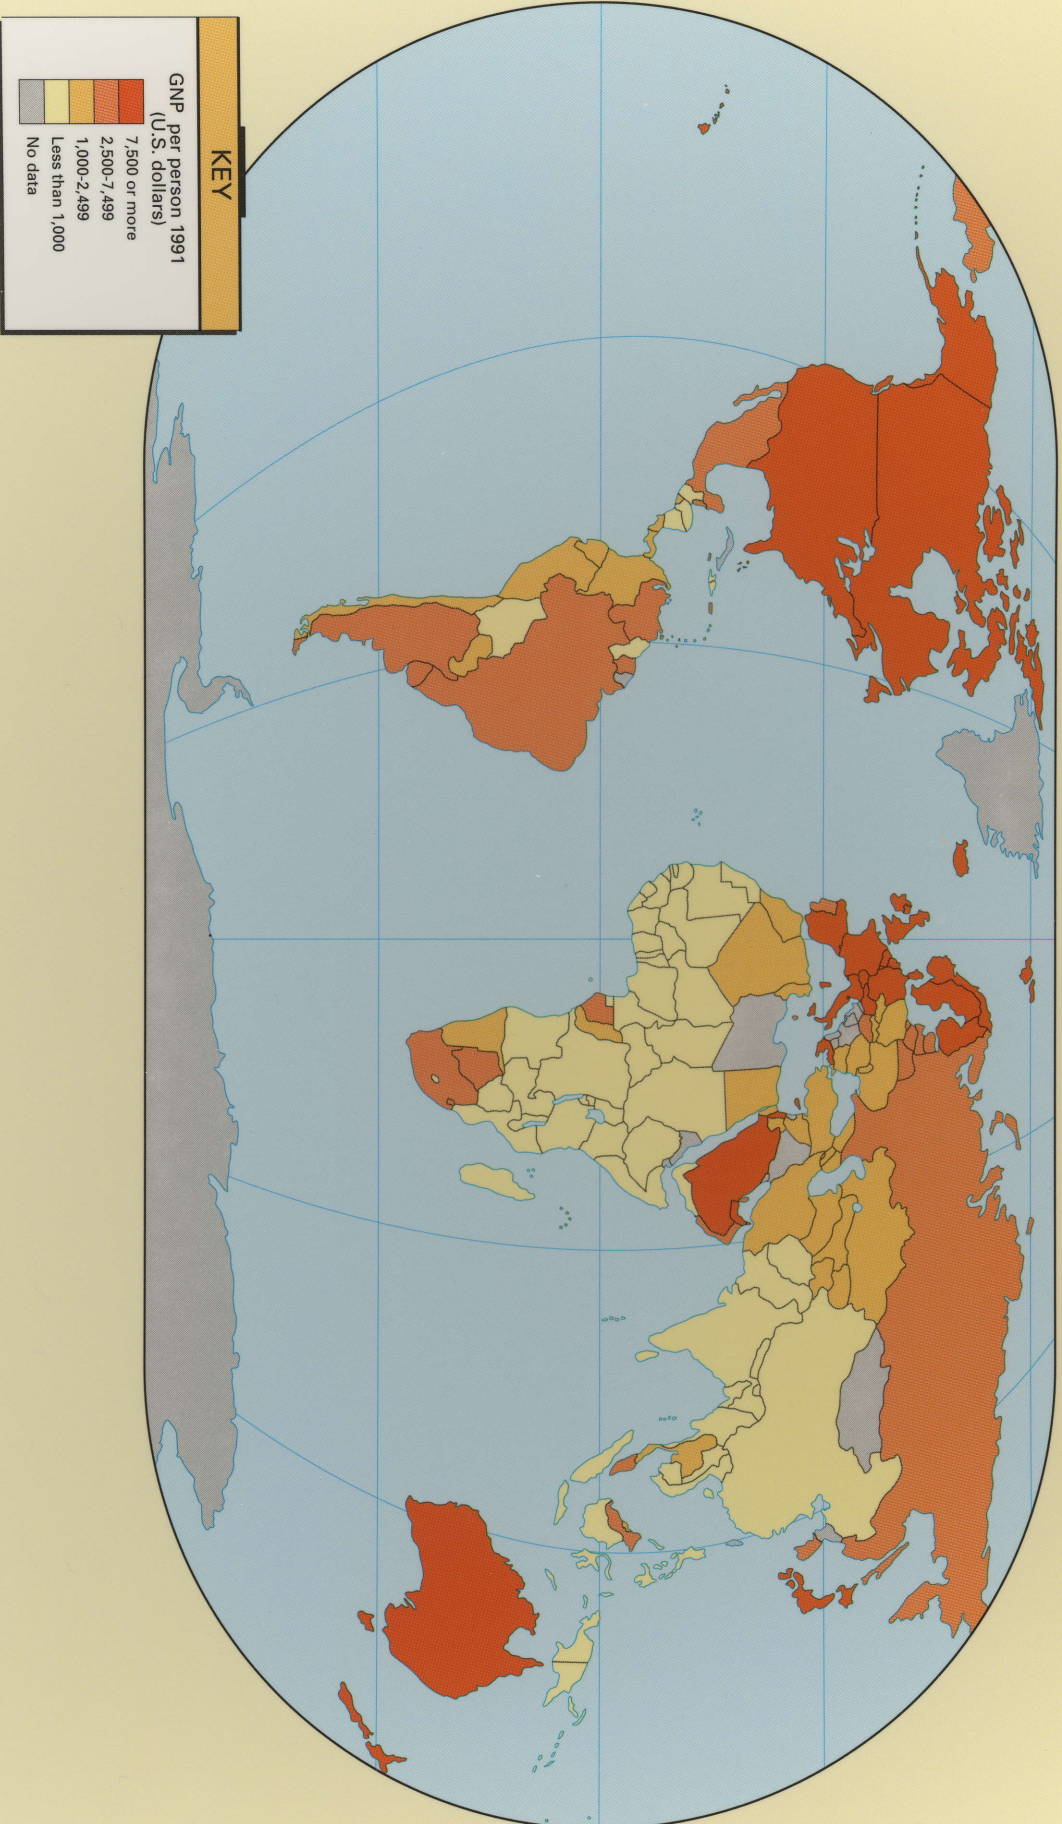 KEY
GNP per person 1991
(U.S. dollars)
7,500 or more
2,500-7,499
1,000-2,499
Less than 1,000
No data